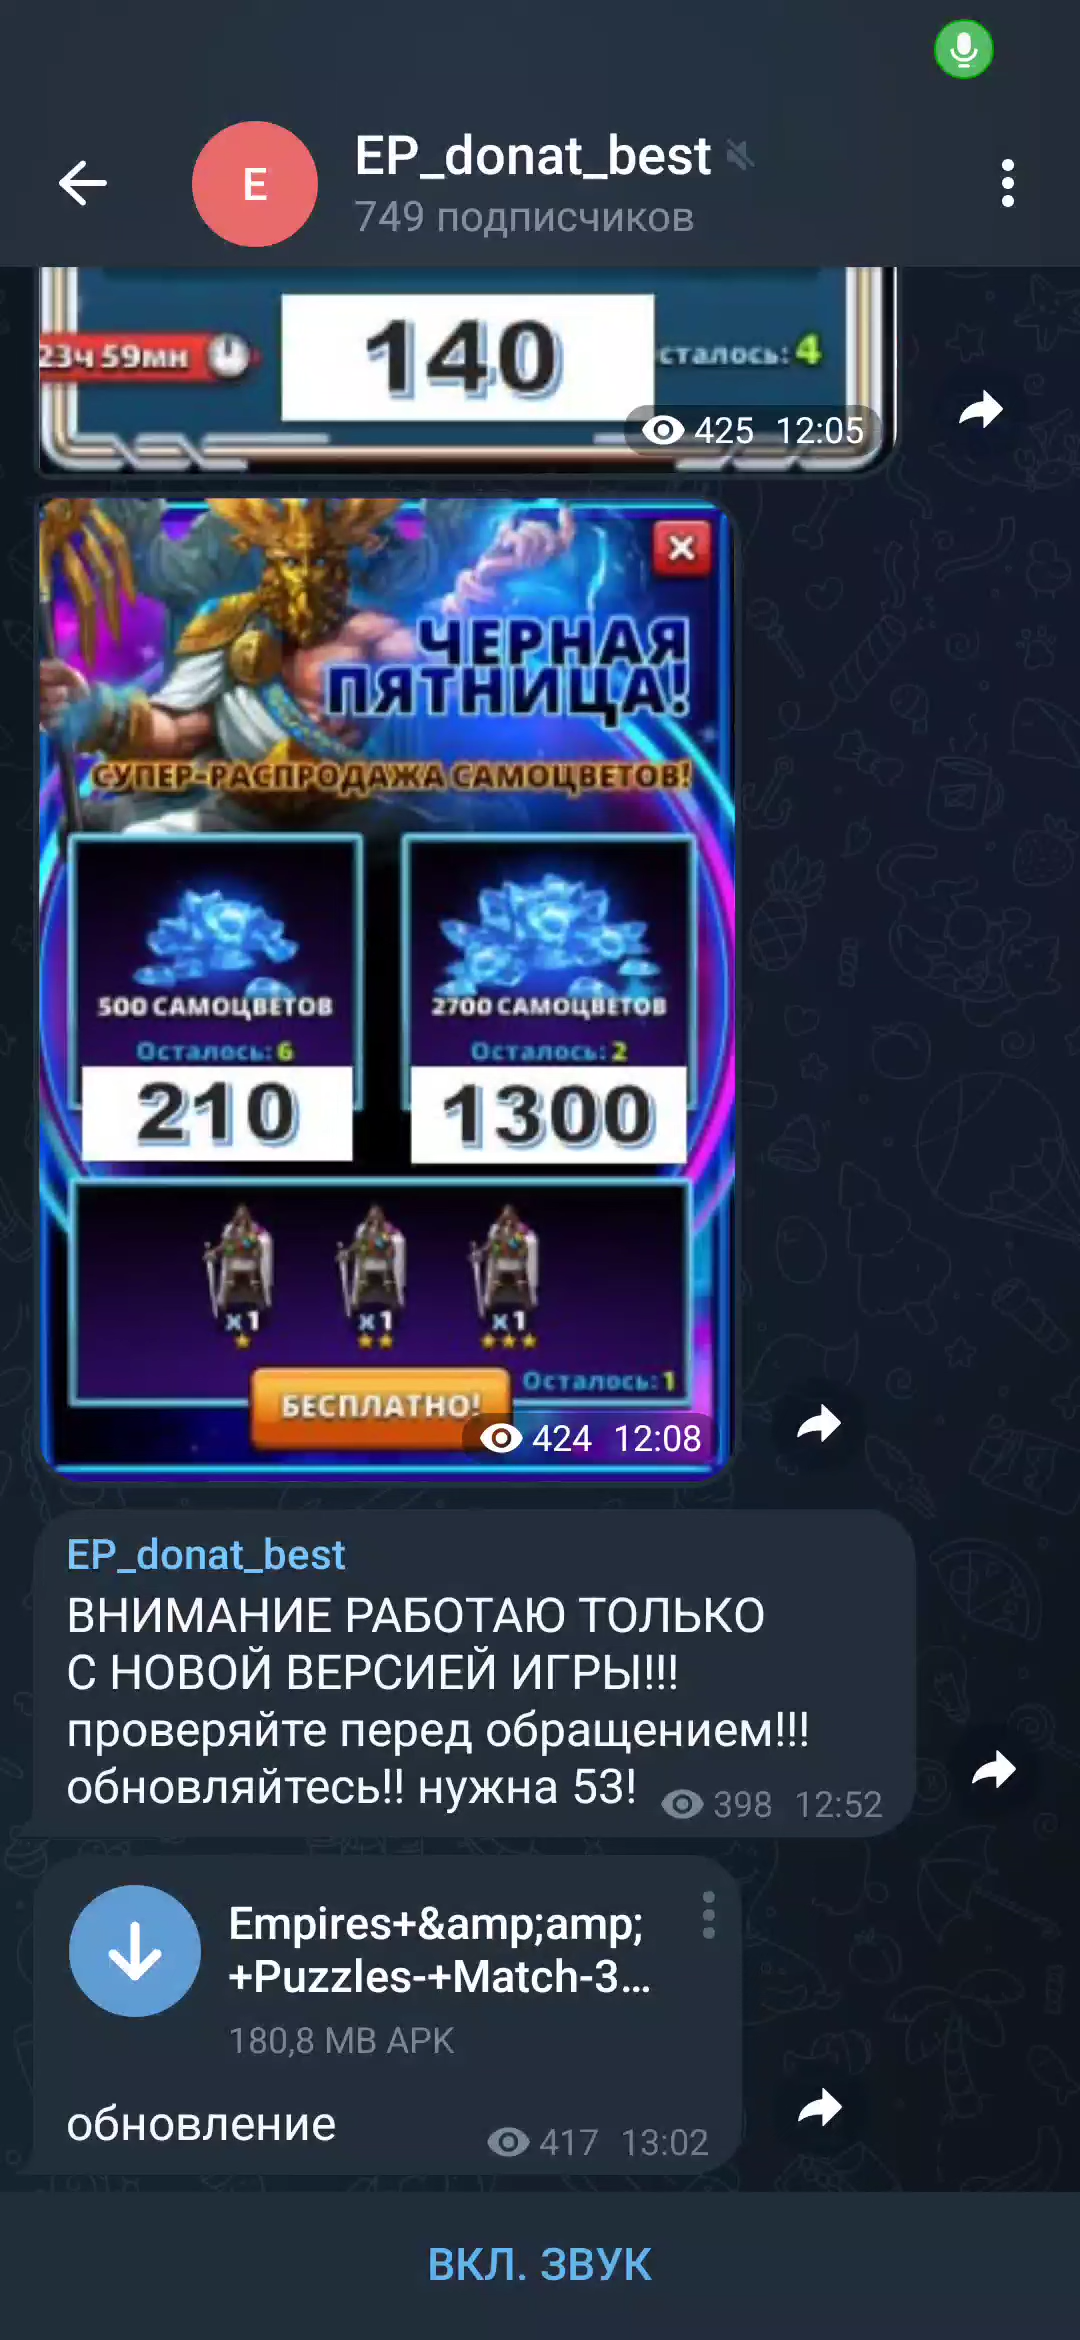 EP_donat_best
749 подписчиков
140
23ч 59мн
сталось: 4
425 12:05
ЧЕРНАЯ
ПЯТНИЦА!
СУПЕР-РАСПРОДАЖА САМОЦВЕТОВ!
500 САМОЦВЕТОВ
2700 САМОЦВЕТОВ
Осталось: 6
Осталось: 2
210
1300
x1
x1
x1
Осталось: 1
БЕСПЛАТНО!
424 12:08
EP_donat_best
ВНИМАНИЕ РАБОТАЮ ТОЛЬКО
С НОВОЙ ВЕРСИЕЙ ИГРЫ!!!
проверяйте перед обращением!!!
обновляйтесь!! нужна 53!
398 12:52
Empires+&amp;amp;
+Puzzles-+Match-3...
180,8 MB APK
обновление
417 13:02
ВКЛ. ЗВУК
E